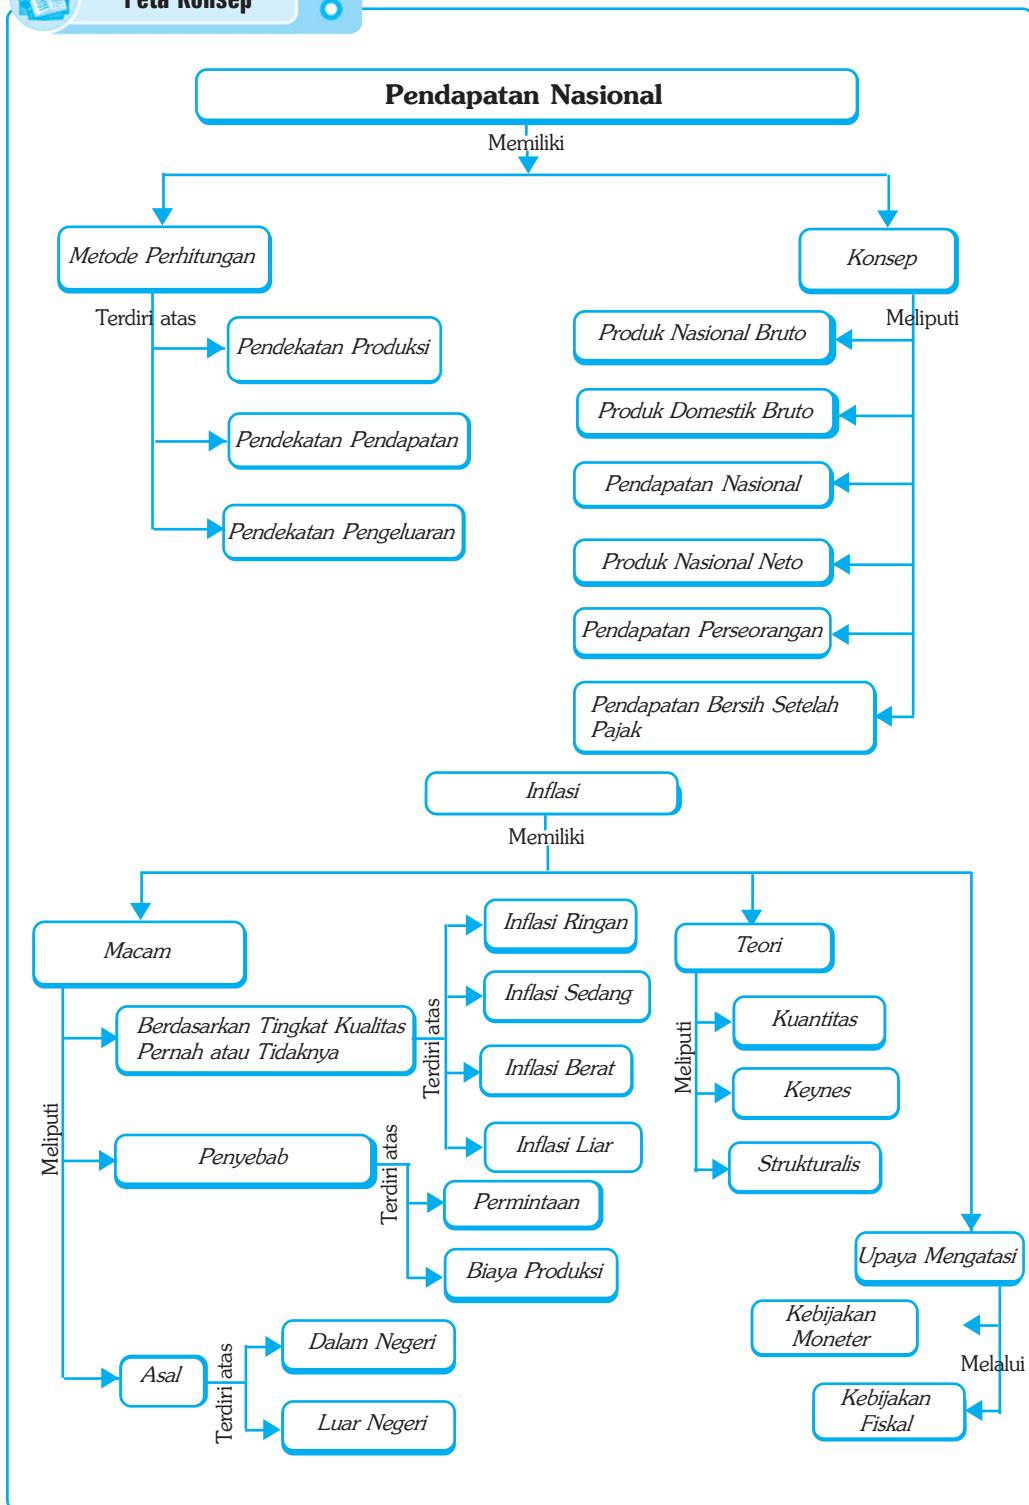 Peta Konsep
Pendapatan Nasional
Memiliki
Metode Perhitungan
Terdiri atas
Pendekatan Produksi
Pendekatan Pendapatan
Pendekatan Pengeluaran
Konsep
Meliputi
Produk Nasional Bruto
Produk Domestik Bruto
Pendapatan Nasional
Produk Nasional Neto
Pendapatan Perseorangan
Pendapatan Bersih Setelah
Pajak
Inflasi
Memiliki
Macam
Meliputi
Berdasarkan Tingkat Kualitas
Pernah atau Tidaknya
Terdiri atas
Inflasi Ringan
Inflasi Sedang
Inflasi Berat
Inflasi Liar
Penyebab
Terdiri atas
Permintaan
Biaya Produksi
Asal
Terdiri atas
Dalam Negeri
Luar Negeri
Teori
Meliputi
Kuantitas
Keynes
Strukturalis
Upaya Mengatasi
Melalui
Kebijakan
Moneter
Kebijakan
Fiskal